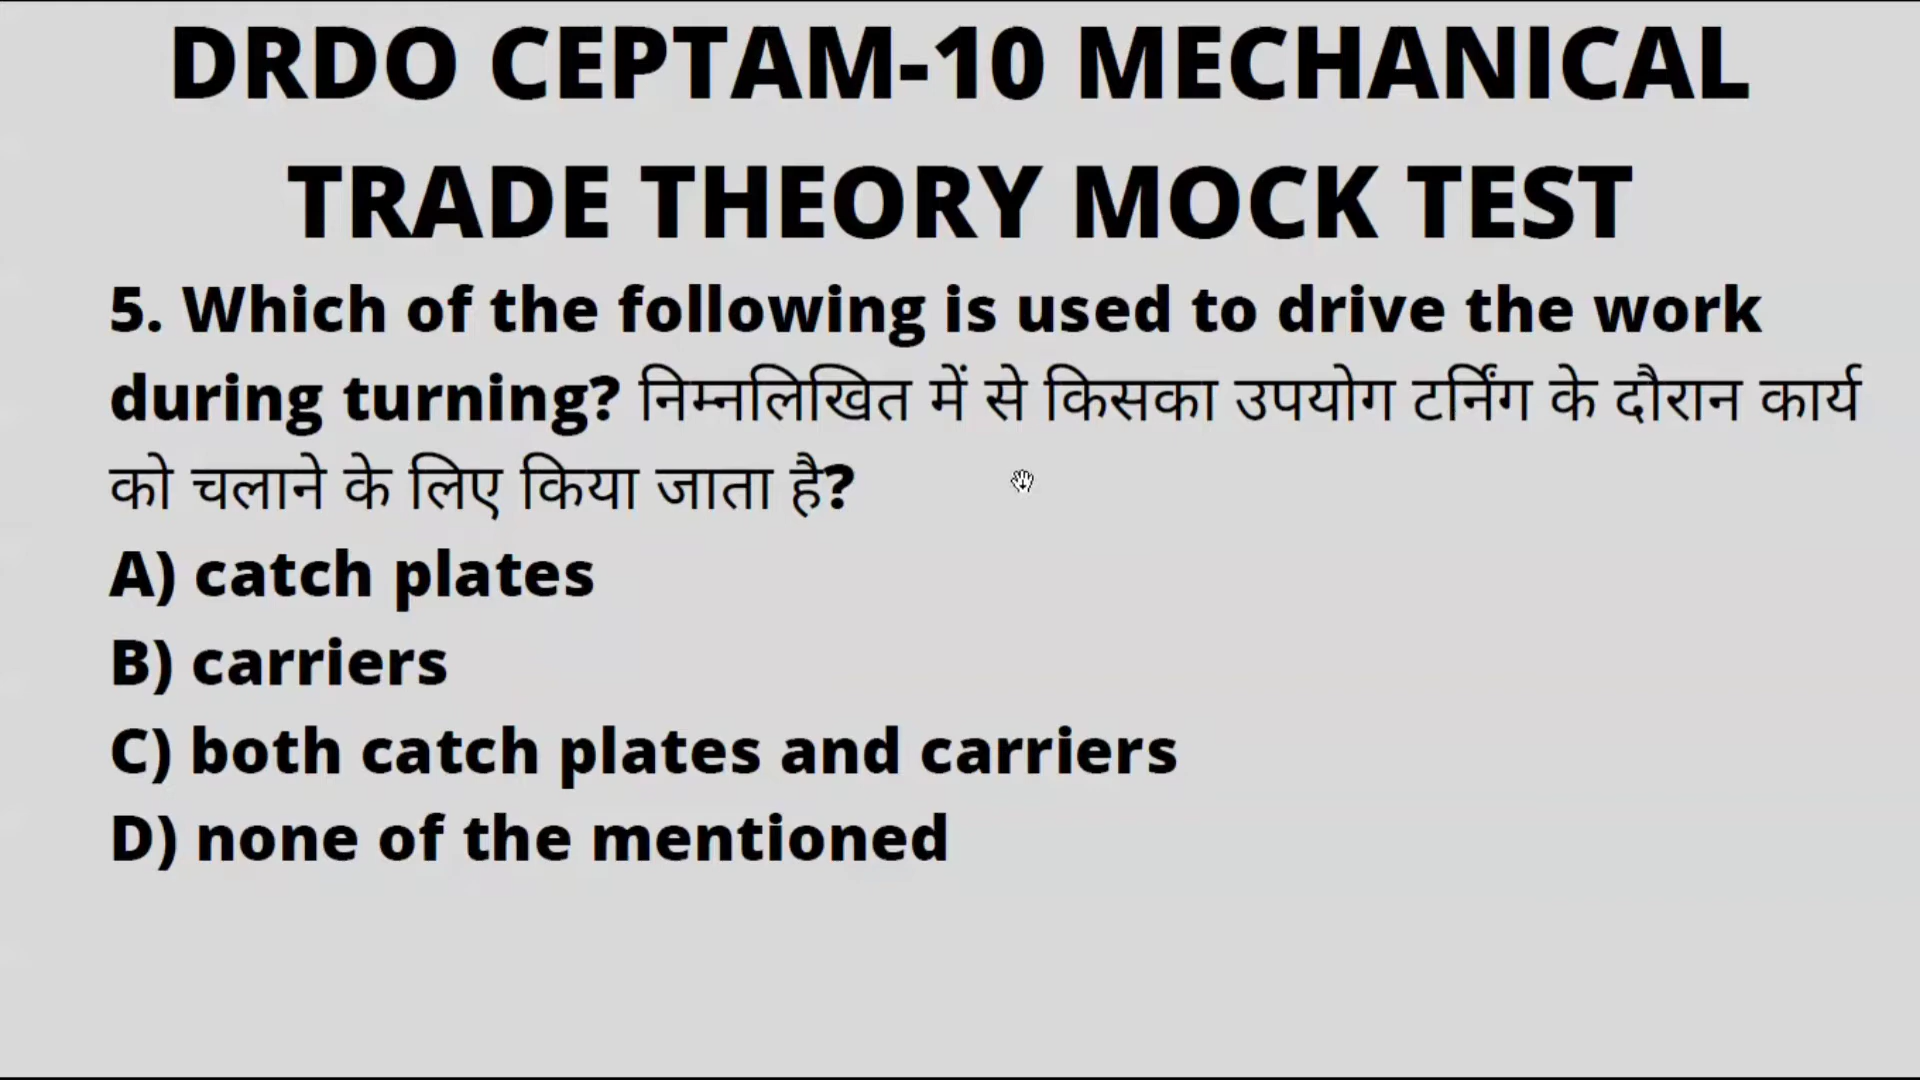 DRDO CEPTAM-10 MECHANICAL
TRADE THEORY MOCK TEST
5. Which of the following is used to drive the work
during turning? निम्नलिखित में से किसका उपयोग टर्निंग के दौरान कार्य
को चलाने के लिए किया जाता है?
A) catch plates
B) carriers
C) both catch plates and carriers
D) none of the mentioned